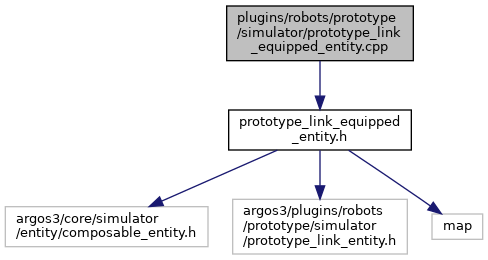 plugins/robots/prototype
/simulator/prototype_link
_equipped_entity.cpp
prototype_link_equipped
_entity.h
argos3/core/simulator
/entity/composable_entity.h
argos3/plugins/robots
/prototype/simulator
/prototype_link_entity.h
map